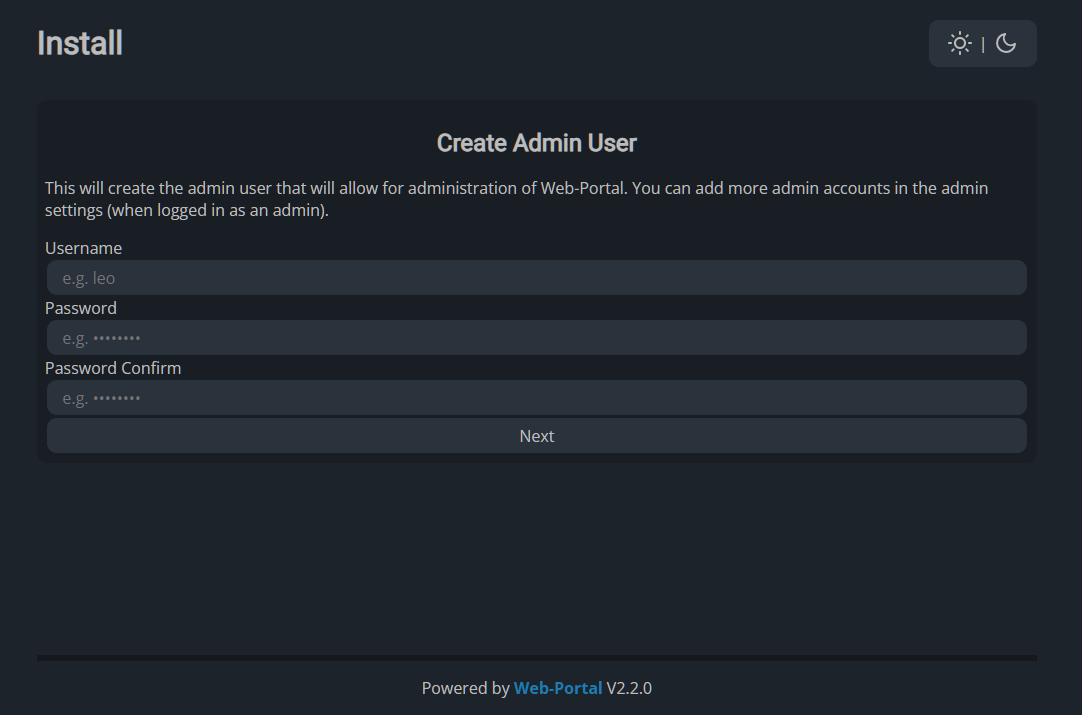 Install
|
Create Admin User
This will create the admin user that will allow for administration of Web-Portal. You can add more admin accounts in the admin
settings (when logged in as an admin).
Username
e.g. leo
Password
e.g. ••••••••
Password Confirm
e.g. ••••••••
Next
Powered by Web-Portal V2.2.0